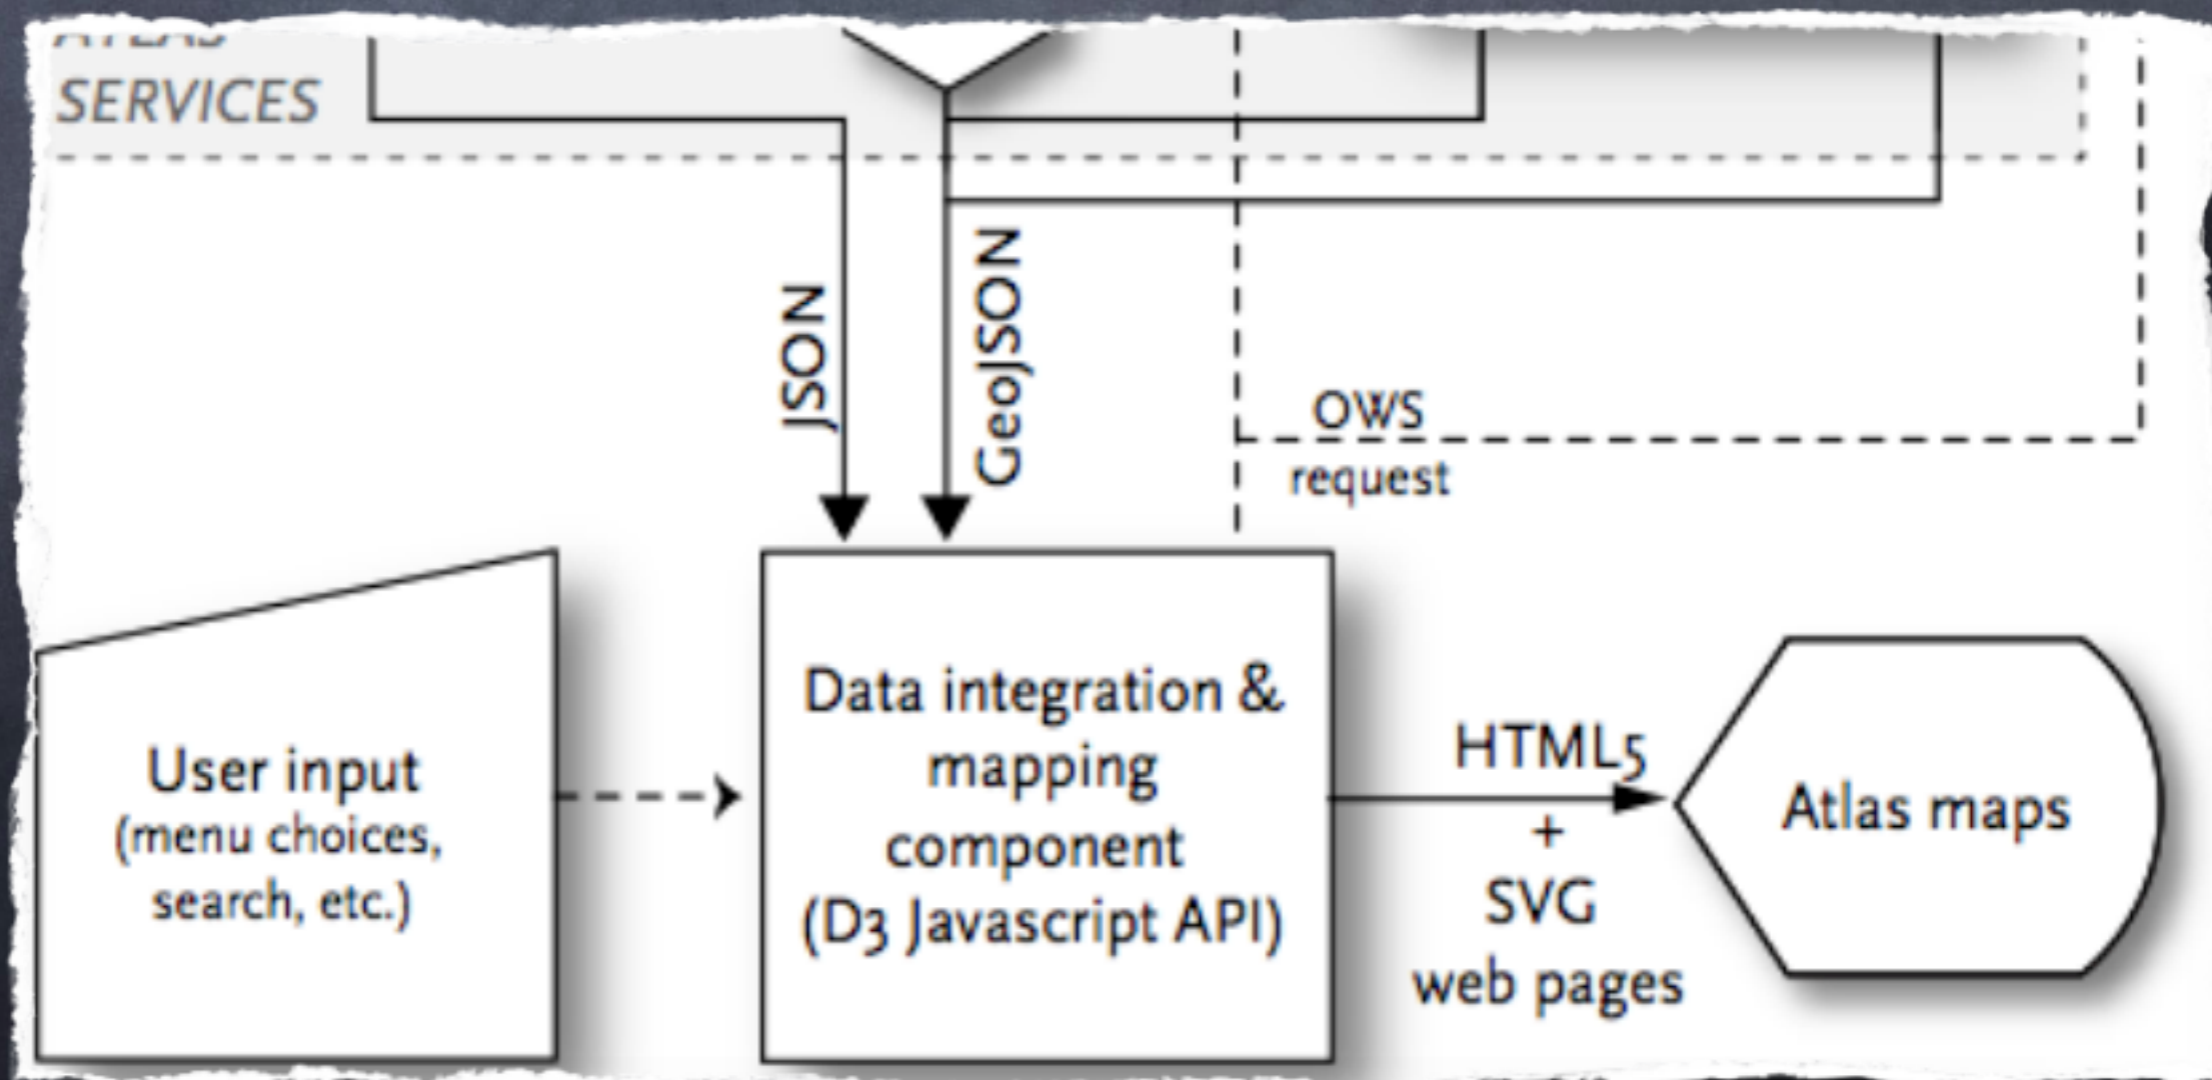 ATLAS
SERVICES
JSON
GeoJSON
OWS
request
User input
(menu choices,
search, etc.)
Data integration &
mapping
component
(D3 Javascript API)
HTML5
+
SVG
web pages
Atlas maps